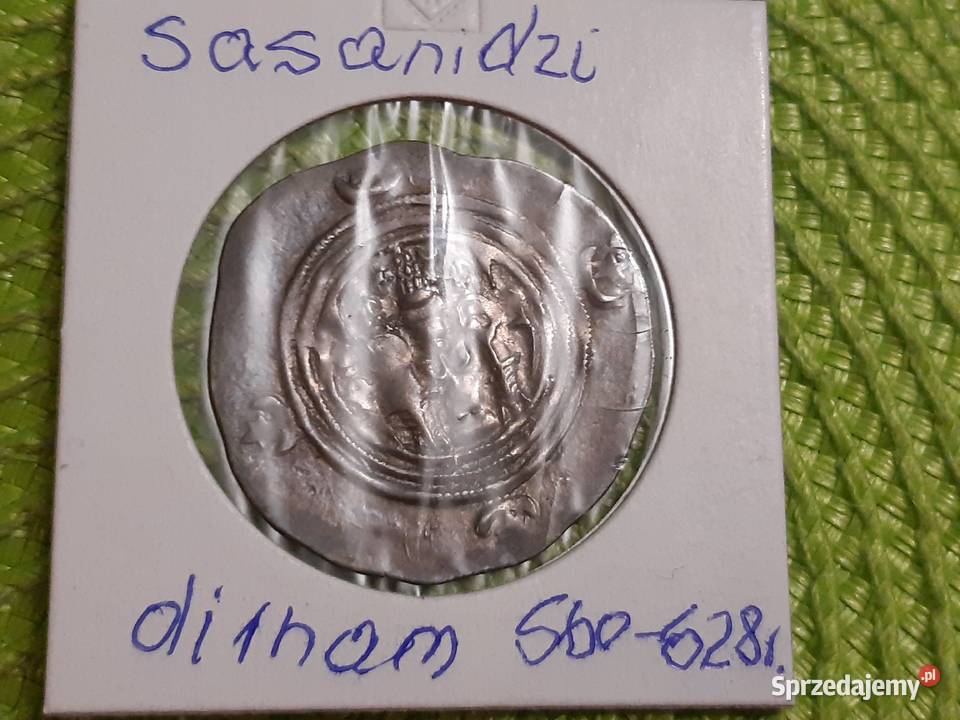 sasanidzi
dirham 560-628r.
Sprzedajemy.pl